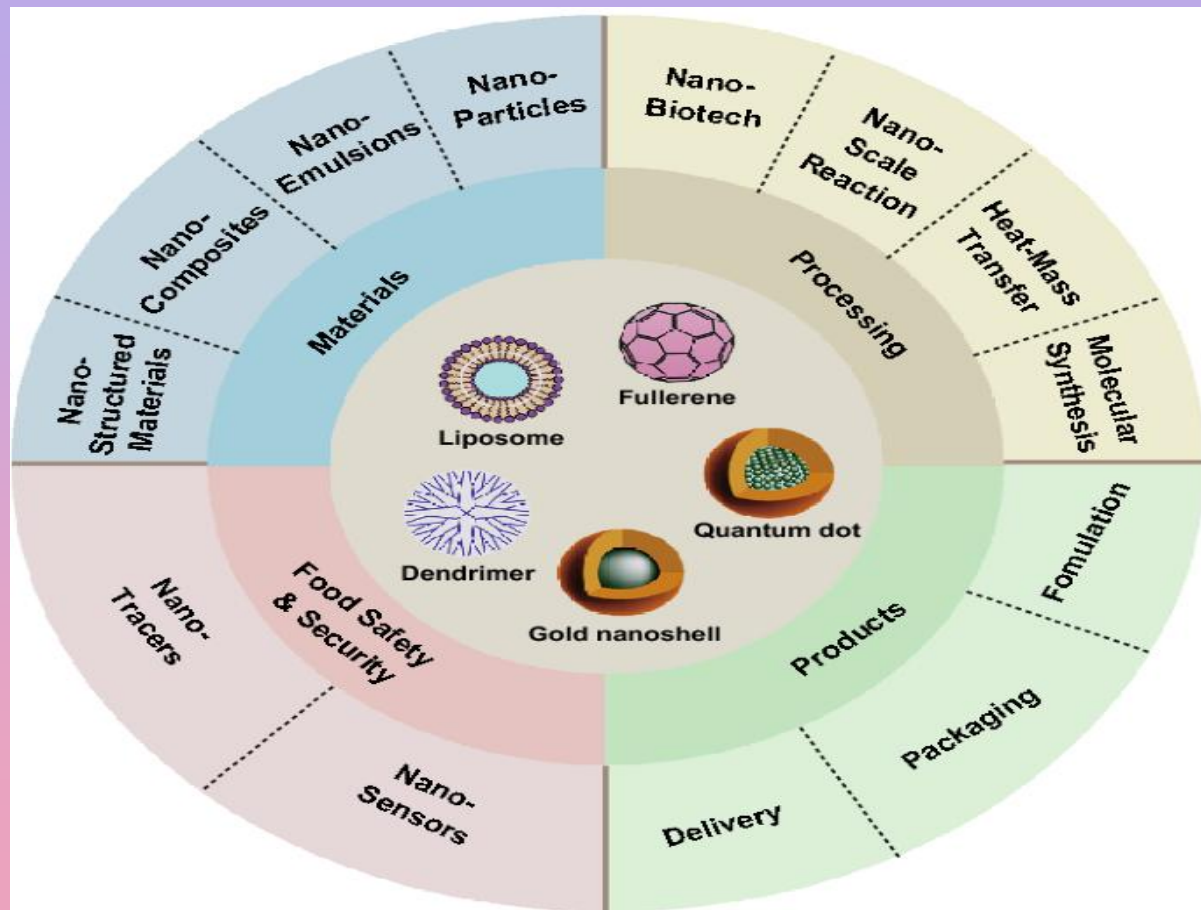 Nano-
Particles
Nano-
Emulsions
Nano-
Composites
Nano-
Structured
Materials
Materials
Nano-
Biotech
Nano-
Scale
Reaction
Heat-Mass
Transfer
Molecular
Synthesis
Processing
Liposome
Fullerene
Dendrimer
Quantum dot
Gold nanoshell
Food Safety
& Security
Nano-
Tracers
Nano-
Sensors
Products
Fomulation
Packaging
Delivery